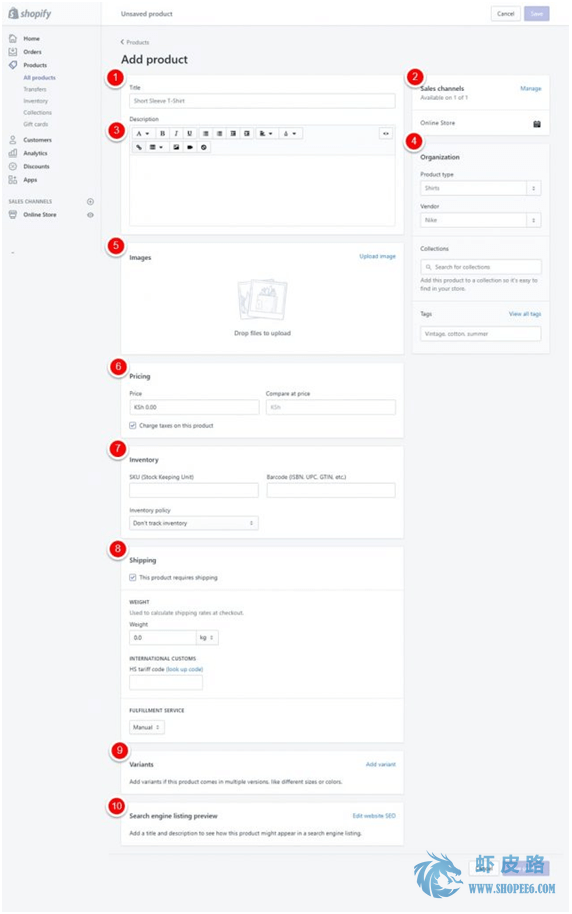 shopify
Unsaved product
Cancel
Save
Home
Orders
Products
All products
Transfers
Inventory
Collections
Gift cards
Customers
Analytics
Discounts
Apps
SALES CHANNELS
Online Store
Products
Add product
1
Title
Short Sleeve T-Shirt
3
Description
A
B
I
U
A
5
Images
Upload image
Drop files to upload
6
Pricing
Price
Compare at price
KSh 0.00
KSh
Charge taxes on this product
7
Inventory
SKU (Stock Keeping Unit)
Barcode (ISBN, UPC, GTIN, etc.)
Inventory policy
Don't track inventory
8
Shipping
This product requires shipping
WEIGHT
Used to calculate shipping rates at checkout.
Weight
0.0
kg
INTERNATIONAL CUSTOMS
HS tariff code (look up code)
FULFILLMENT SERVICE
Manual
9
Variants
Add variant
Add variants if this product comes in multiple versions, like different sizes or colors.
10
Search engine listing preview
Edit website SEO
Add a title and description to see how this product might appear in a search engine listing.
2
Sales channels
Manage
Available on 1 of 1
Online Store
4
Organization
Product type
Shirts
Vendor
Nike
Collections
Search for collections
Add this product to a collection so it's easy to
find in your store.
Tags
View all tags
Vintage, cotton, summer
虾皮路
WWW.SHOPEE6.COM